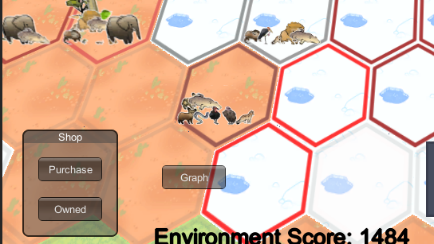 Shop
Purchase
Graph
Owned
Environment Score: 1484